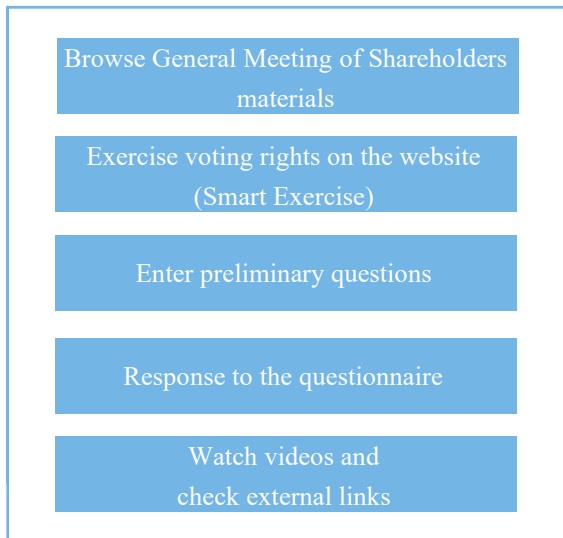 Browse General Meeting of Shareholders
materials
Exercise voting rights on the website
(Smart Exercise)
Enter preliminary questions
Response to the questionnaire
Watch videos and
check external links